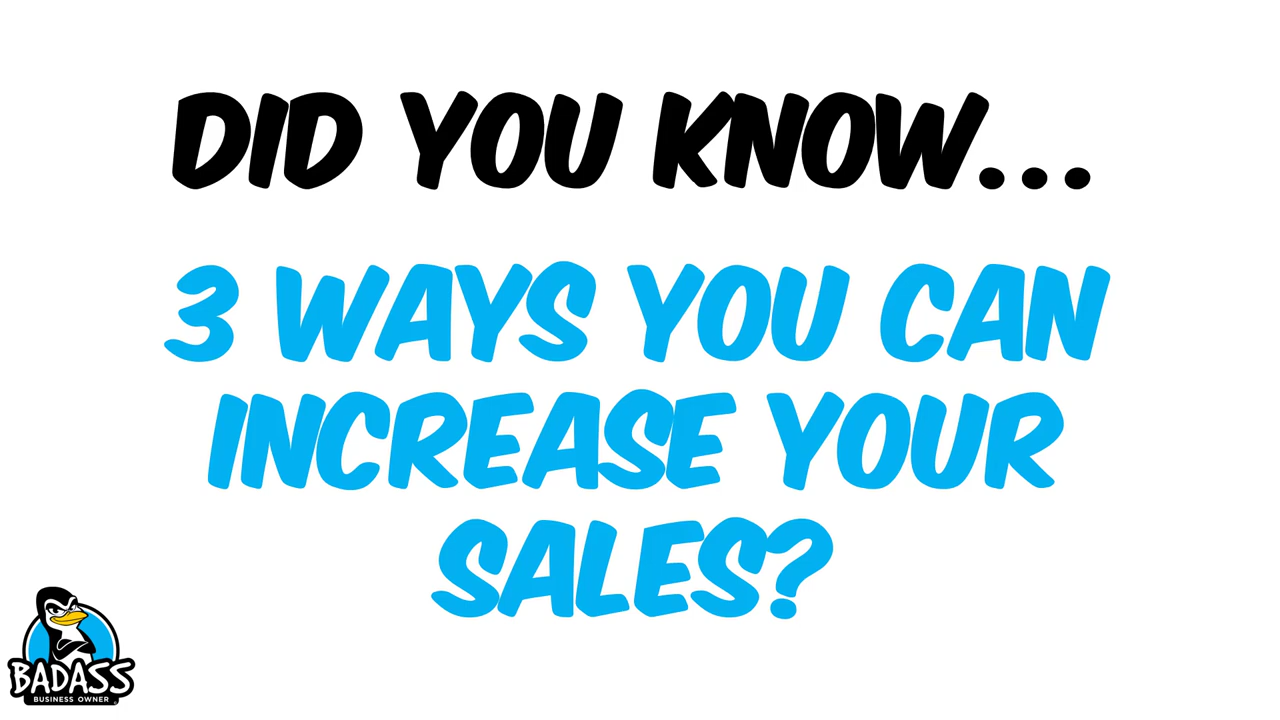 DID YOU KNOW...
3 WAYS YOU CAN
INCREASE YOUR
SALES?
BADASS
BUSINESS OWNER